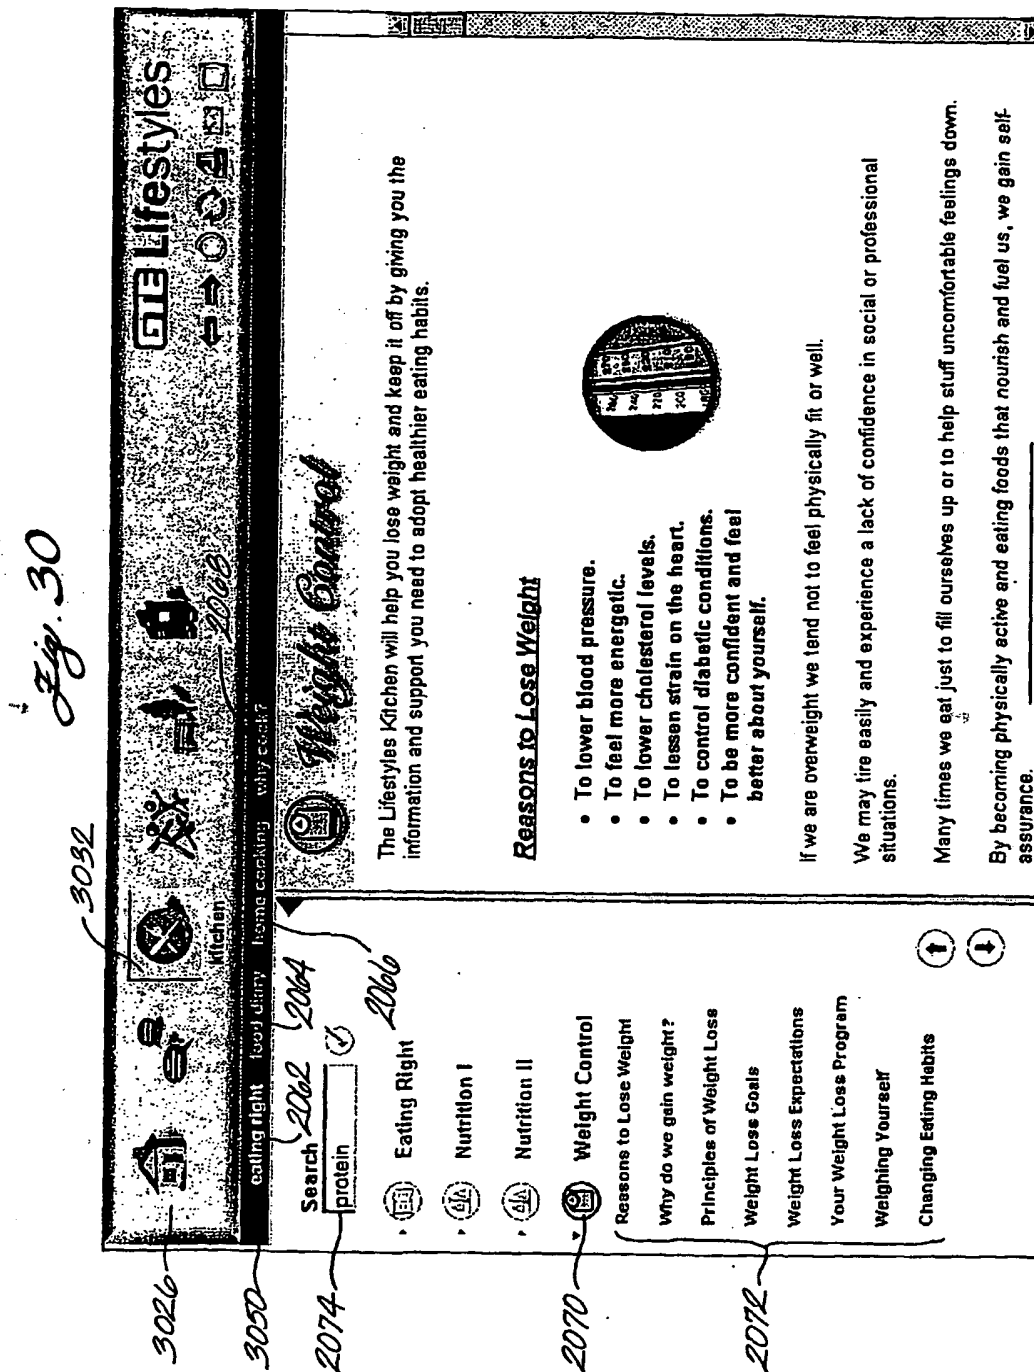 Fig. 30
3032
GTE Lifestyles
3026
kitchen
2068
3050
eating right food diary home cooking why cook?
2062
2064
2066
Search
2074
protein
Eating Right
Nutrition I
Nutrition II
2070
Weight Control
2072
Reasons to Lose Weight
Why do we gain weight?
Principles of Weight Loss
Weight Loss Goals
Weight Loss Expectations
Your Weight Loss Program
Weighing Yourself
Changing Eating Habits
Weight Control
The Lifestyles Kitchen will help you lose weight and keep it off by giving you the
information and support you need to adopt healthier eating habits.
Reasons to Lose Weight
• To lower blood pressure.
• To feel more energetic.
• To lower cholesterol levels.
• To lessen strain on the heart.
• To control diabetic conditions.
• To be more confident and feel
better about yourself.
260
240
220
200
180
If we are overweight we tend not to feel physically fit or well.
We may tire easily and experience a lack of confidence in social or professional
situations.
Many times we eat just to fill ourselves up or to help stuff uncomfortable feelings down.
By becoming physically active and eating foods that nourish and fuel us, we gain self-
assurance.